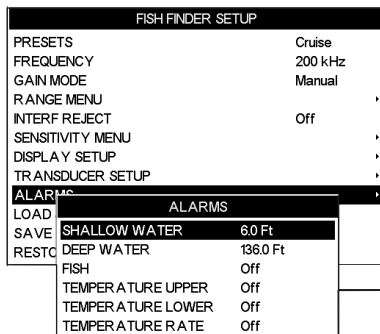 FISH FINDER SETUP
PRESETS Cruise
FREQUENCY 200 kHz
GAIN MODE Manual
RANGE MENU
INTERF REJECT Off
SENSITIVITY MENU
DISPLAY SETUP
TRANSDUCER SETUP
ALARMS
LOAD
SAVE
ALARMS
SHALLOW WATER 6.0 Ft
DEEP WATER 136.0 Ft
FISH Off
TEMPERATURE UPPER Off
TEMPERATURE LOWER Off
TEMPERATURE RATE Off